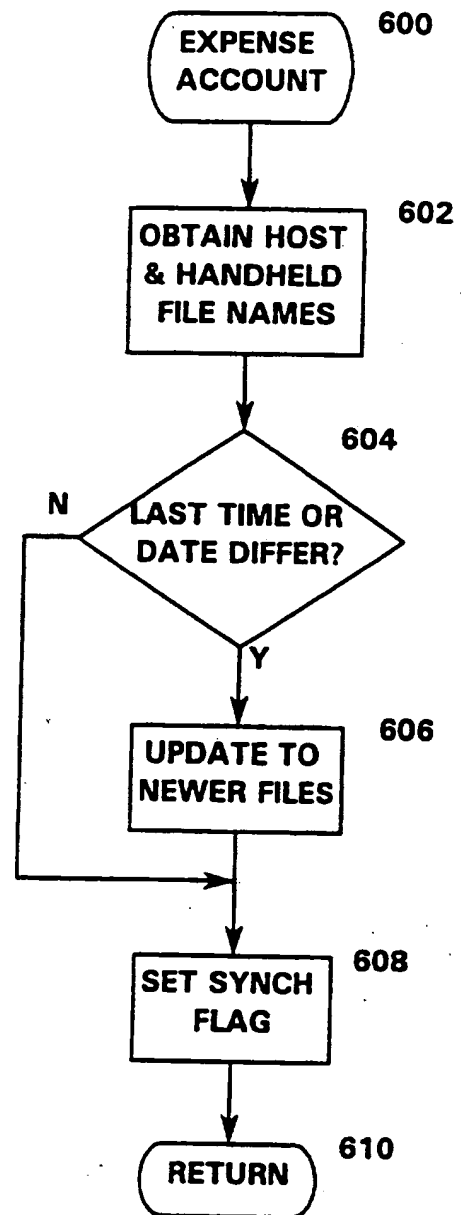 600
EXPENSE
ACCOUNT
602
OBTAIN HOST
& HANDHELD
FILE NAMES
604
N
LAST TIME OR
DATE DIFFER?
Y
606
UPDATE TO
NEWER FILES
608
SET SYNCH
FLAG
610
RETURN